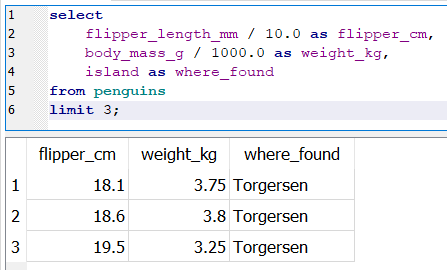 1 select
2 flipper_length_mm / 10.0 as flipper_cm,
3 body_mass_g / 1000.0 as weight_kg,
4 island as where_found
5 from penguins
6 limit 3;
flipper_cm weight_kg where_found
1 18.1 3.75 Torgersen
2 18.6 3.8 Torgersen
3 19.5 3.25 Torgersen